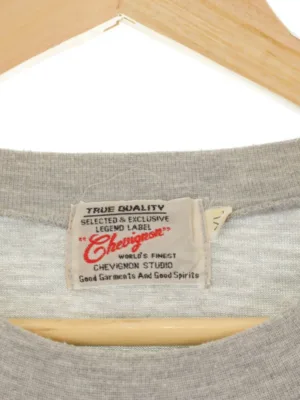 TRUE QUALITY
SELECTED & EXCLUSIVE
LEGEND LABEL
"Chevignon"
WORLD'S FINEST
CHEVIGNON STUDIO
Good Garments And Good Spirits